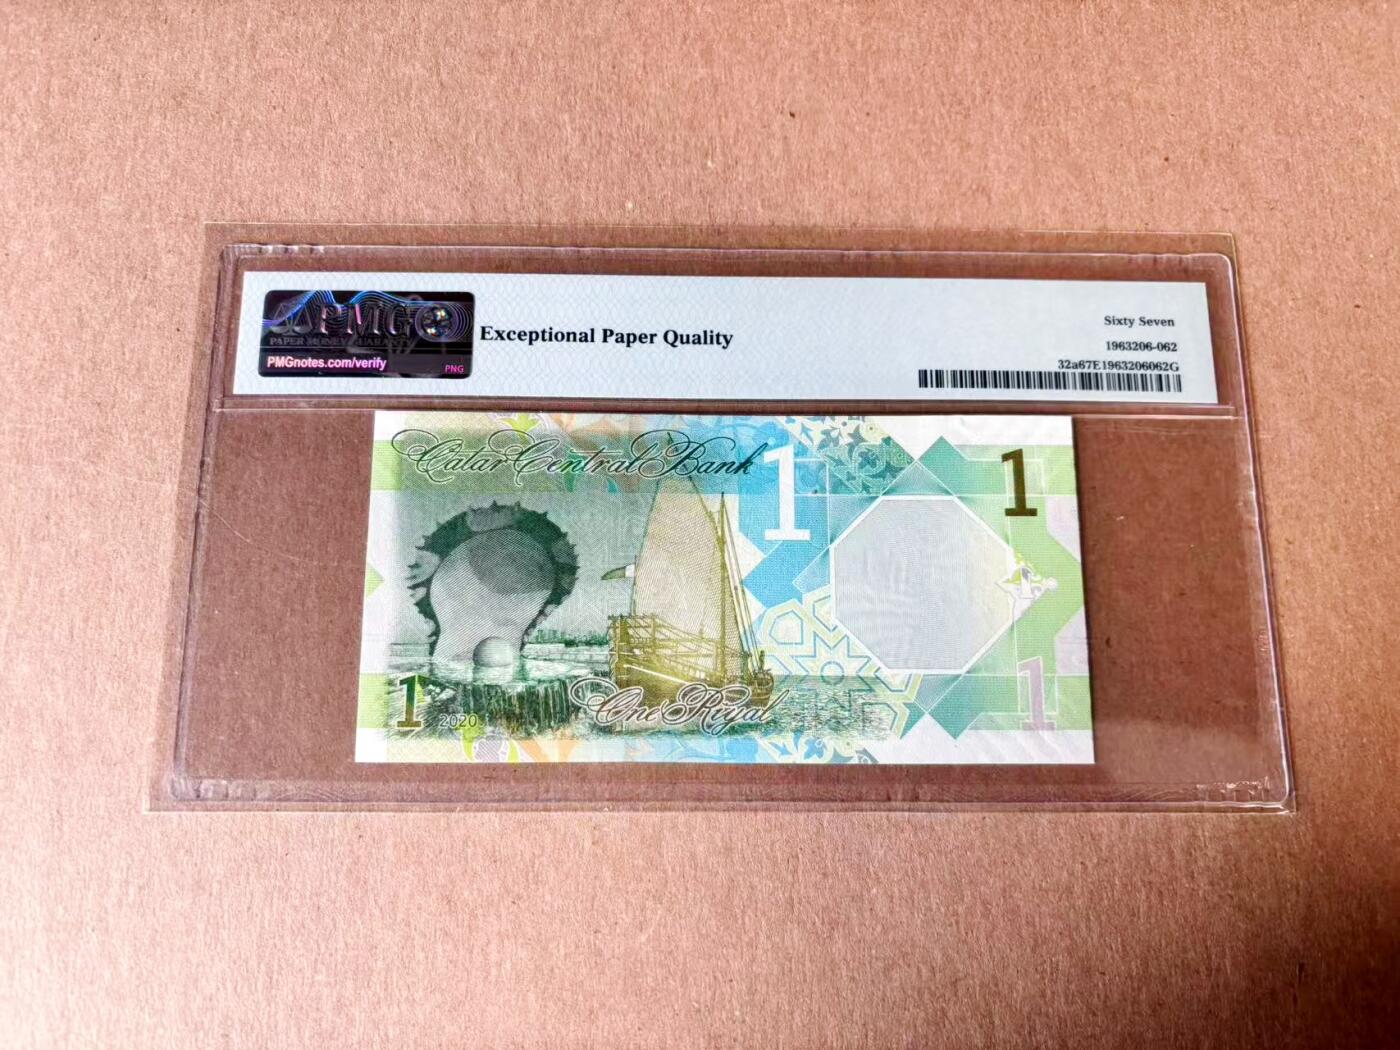 PMG
PAPER MONEY GUARANTY
PMGnotes.com/verify
PNG
Exceptional Paper Quality
Sixty Seven
1963206-062
32a67E1963206062G
Qatar Central Bank
1
1
1
1 2020
One Riyal